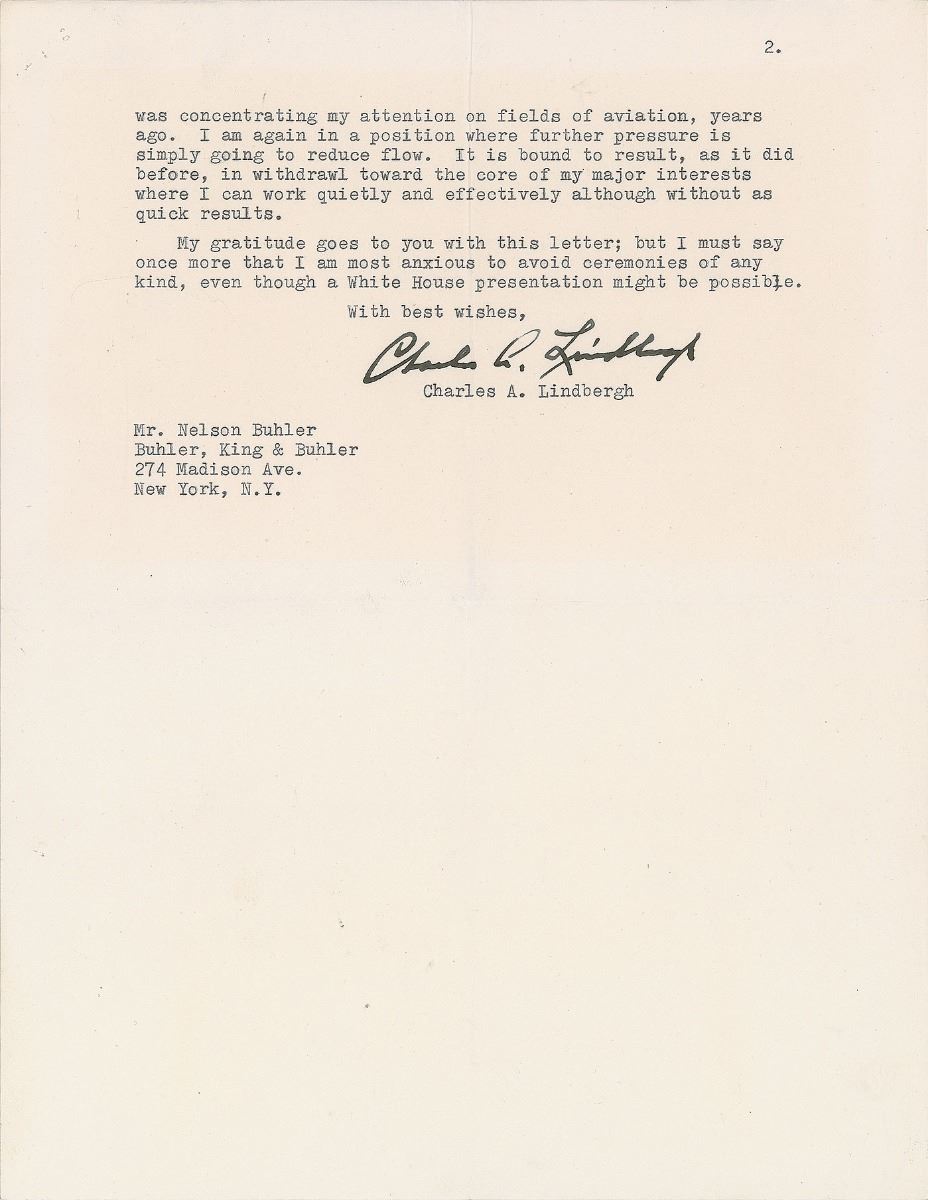 2.
was concentrating my attention on fields of aviation, years
ago. I am again in a position where further pressure is
simply going to reduce flow. It is bound to result, as it did
before, in withdrawl toward the core of my major interests
where I can work quietly and effectively although without as
quick results.
My gratitude goes to you with this letter; but I must say
once more that I am most anxious to avoid ceremonies of any
kind, even though a White House presentation might be possible.
With best wishes,
Charles A. Lindbergh
Charles A. Lindbergh
Mr. Nelson Buhler
Buhler, King & Buhler
274 Madison Ave.
New York, N.Y.